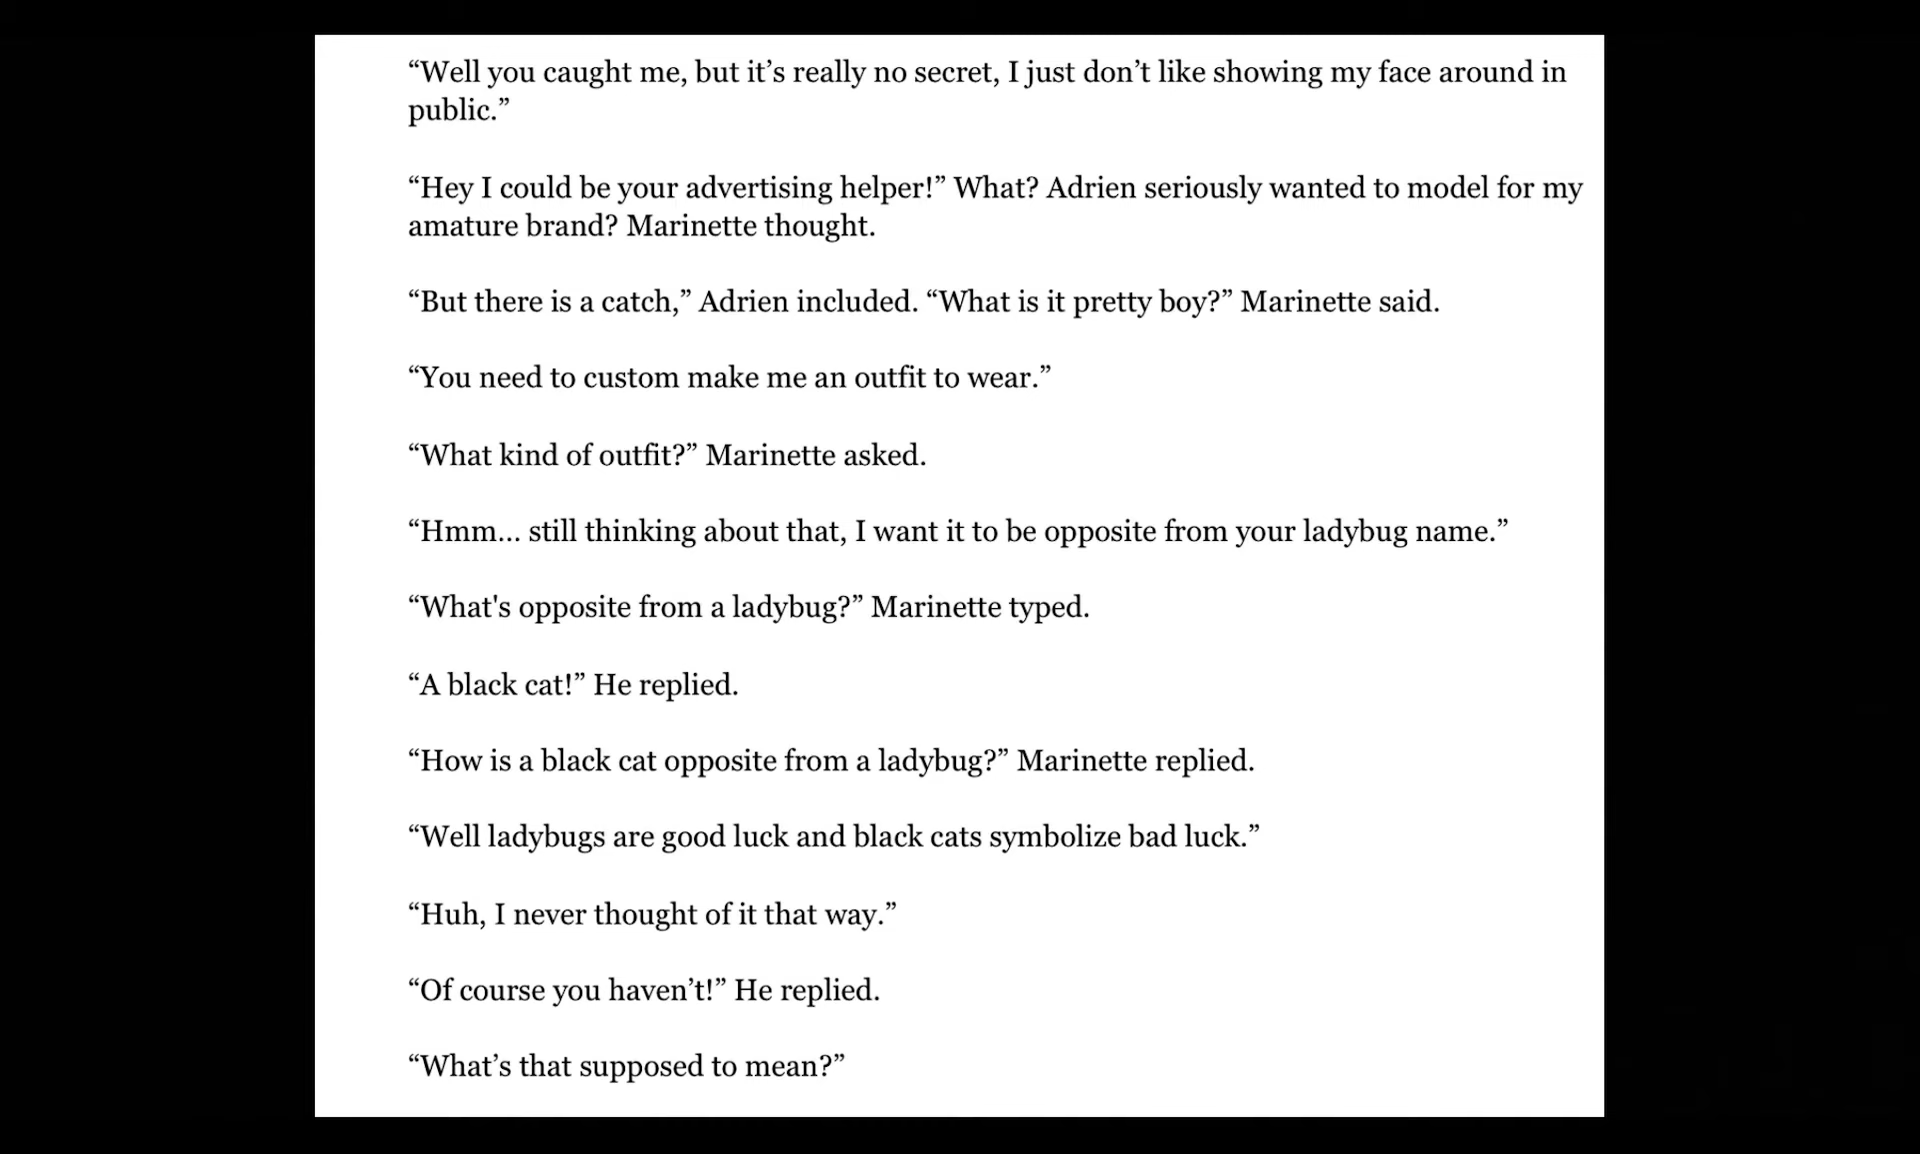 “Well you caught me, but it’s really no secret, I just don’t like showing my face around in
public.”
“Hey I could be your advertising helper!” What? Adrien seriously wanted to model for my
amature brand? Marinette thought.
“But there is a catch,” Adrien included. “What is it pretty boy?” Marinette said.
“You need to custom make me an outfit to wear.”
“What kind of outfit?” Marinette asked.
“Hmm... still thinking about that, I want it to be opposite from your ladybug name.”
“What's opposite from a ladybug?” Marinette typed.
“A black cat!” He replied.
“How is a black cat opposite from a ladybug?” Marinette replied.
“Well ladybugs are good luck and black cats symbolize bad luck.”
“Huh, I never thought of it that way.”
“Of course you haven’t!” He replied.
“What’s that supposed to mean?”